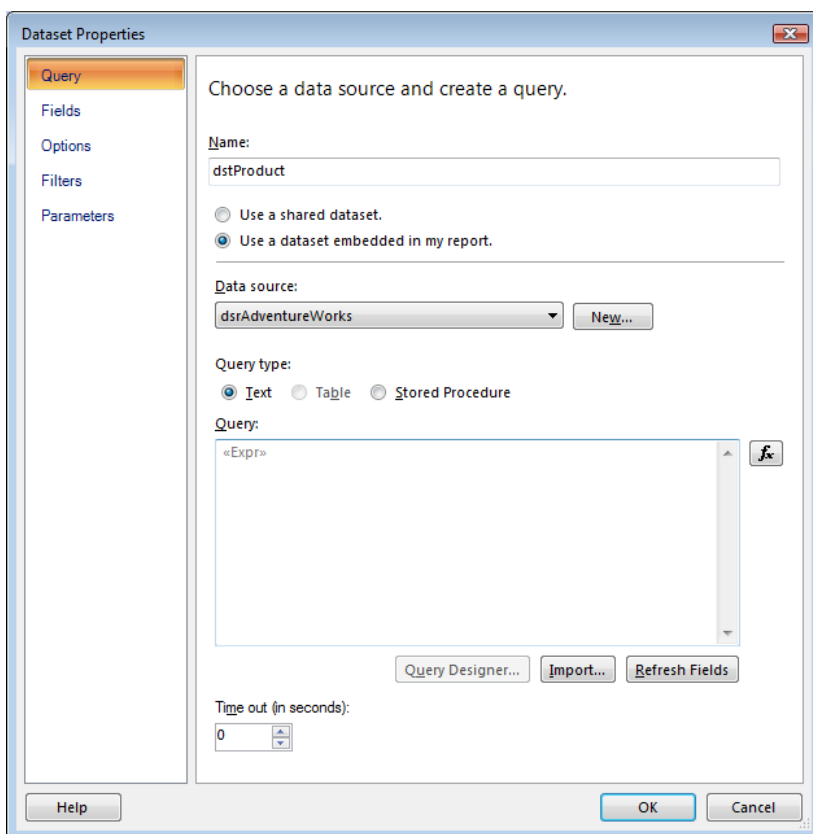 Dataset Properties
Query
Fields
Options
Filters
Parameters
Choose a data source and create a query.
Name:
dstProduct
Use a shared dataset.
Use a dataset embedded in my report.
Data source:
dsrAdventureWorks
New...
Query type:
Text Table Stored Procedure
Query:
«Expr»
fx
Query Designer... Import... Refresh Fields
Time out (in seconds):
0
Help OK Cancel